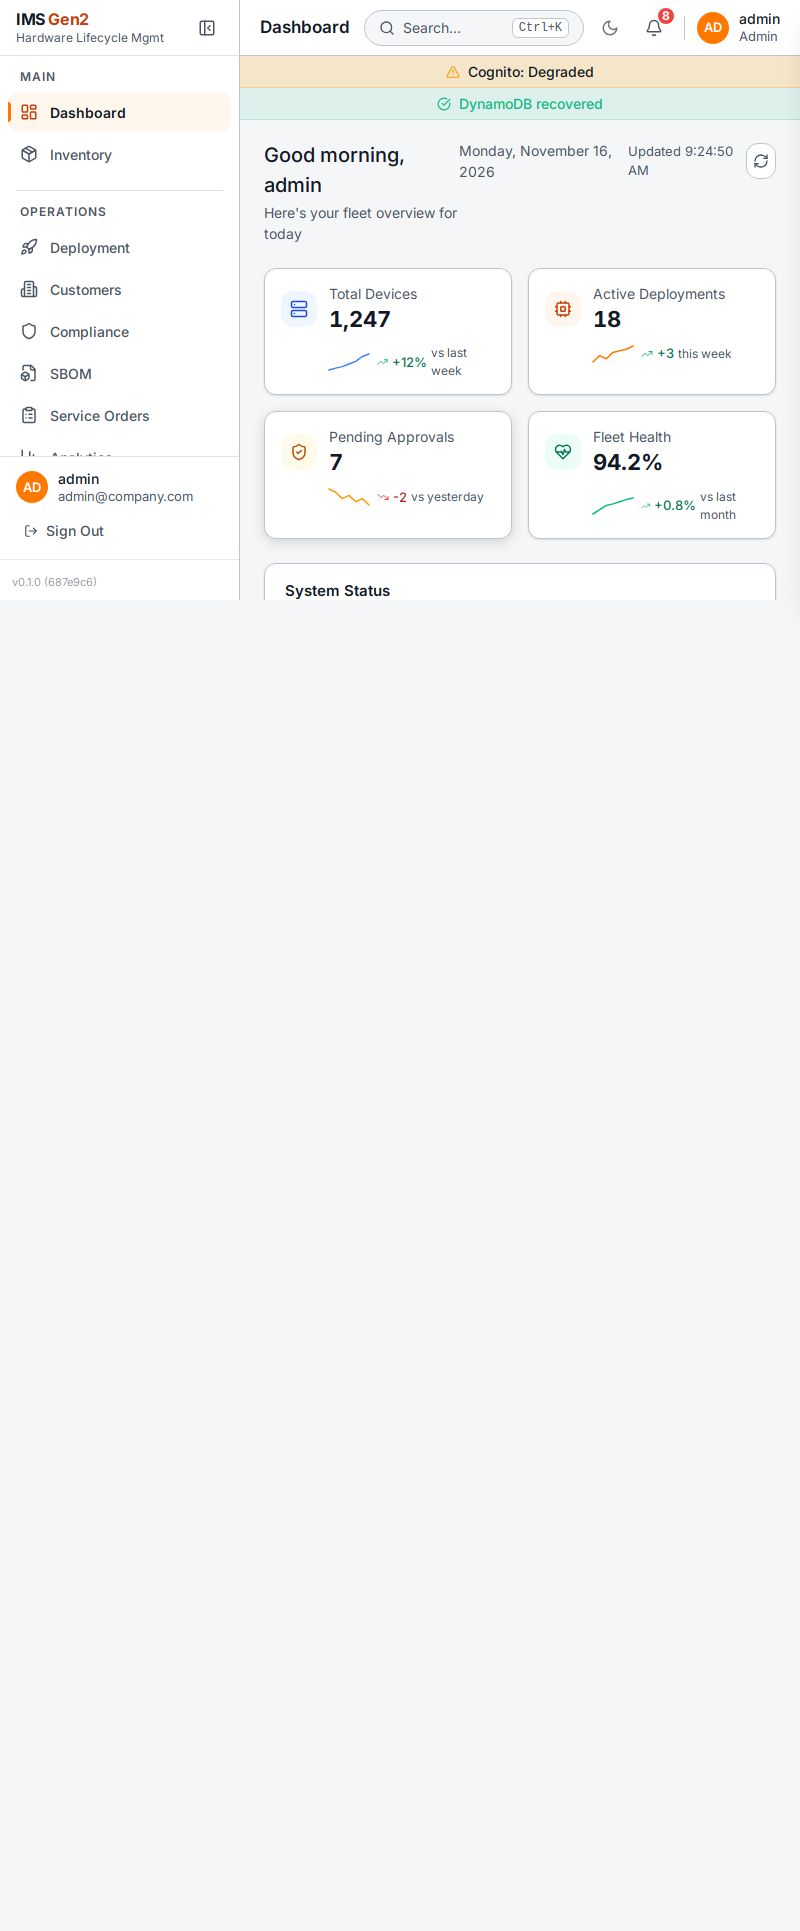 IMS Gen2
Hardware Lifecycle Mgmt
MAIN
Dashboard
Inventory
OPERATIONS
Deployment
Customers
Compliance
SBOM
Service Orders
Analytics
AD
admin
admin@company.com
Sign Out
v0.1.0 (687e9c6)
Dashboard
Search...
Ctrl+K
8
AD
admin
Admin
Cognito: Degraded
DynamoDB recovered
Good morning,
admin
Here's your fleet overview for
today
Monday, November 16,
2026
Updated 9:24:50
AM
Total Devices
1,247
+12%
vs last
week
Active Deployments
18
+3 this week
Pending Approvals
7
-2 vs yesterday
Fleet Health
94.2%
+0.8%
vs last
month
System Status